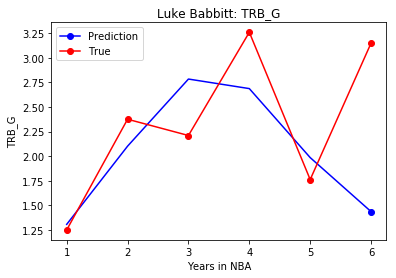 Luke Babbitt: TRB_G
Prediction
True
3.25
3.00
2.75
2.50
2.25
2.00
1.75
1.50
1.25
TRB_G
1 2 3 4 5 6
Years in NBA